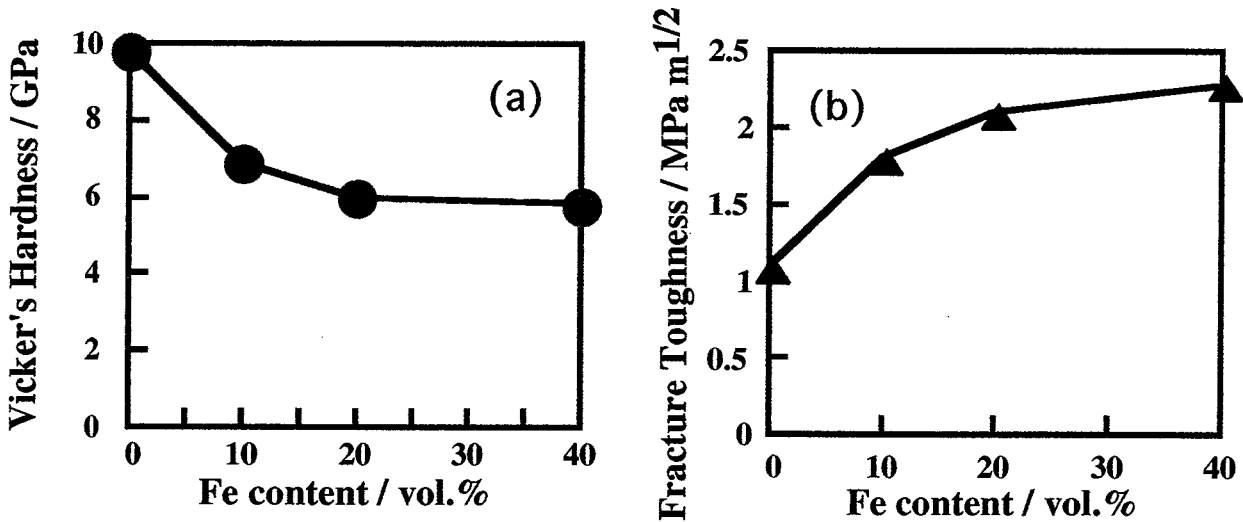 Vicker's Hardness / GPa
10
8
6
4
2
0
(a)
0 10 20 30 40
Fe content / vol.%
Fracture Toughness / MPa m1/2
2.5
2
1.5
1
0.5
0
(b)
0 10 20 30 40
Fe content / vol.%